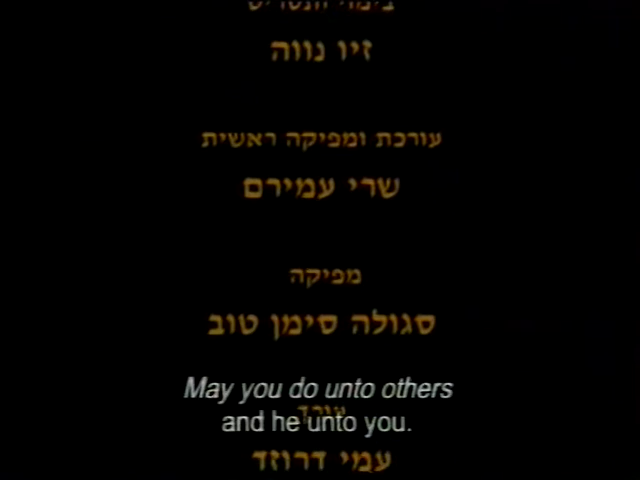 זיו נווה
עורכת ומפיקה ראשית
שרי עמירם
מפיקה
סגולה סימן טוב
May you do unto others
עורך
and he unto you.
עמי דרוזד